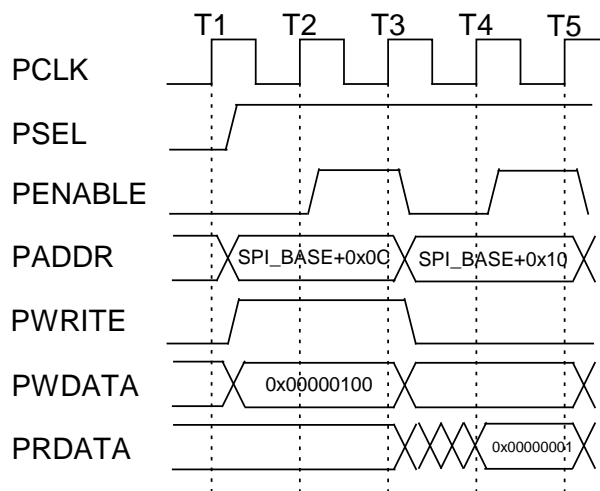 T1 T2 T3 T4 T5
PCLK
PSEL
PENABLE
PADDR SPI_BASE+0x0C SPI_BASE+0x10
PWRITE
PWDATA 0x00000100
PRDATA 0x00000001